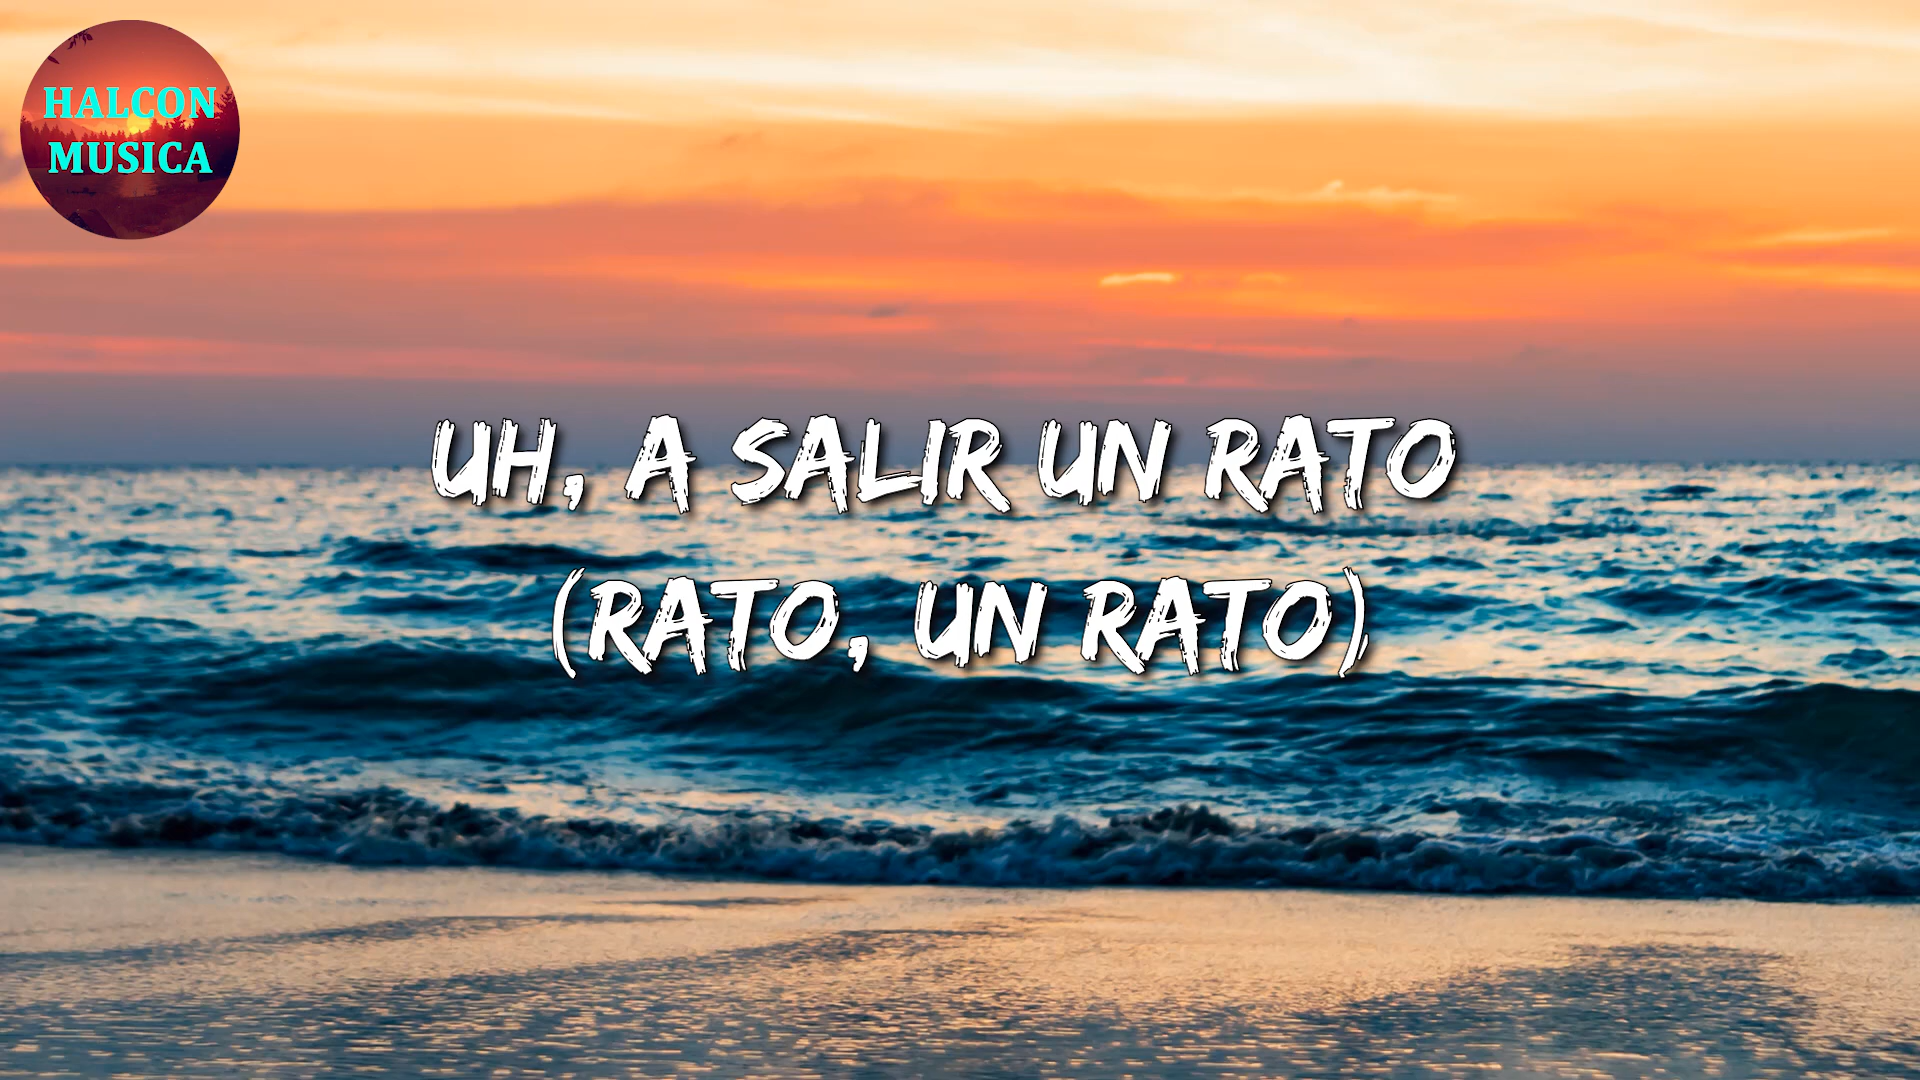 HALCON
MUSICA
UH, A SALIR UN RATO
(RATO, UN RATO)